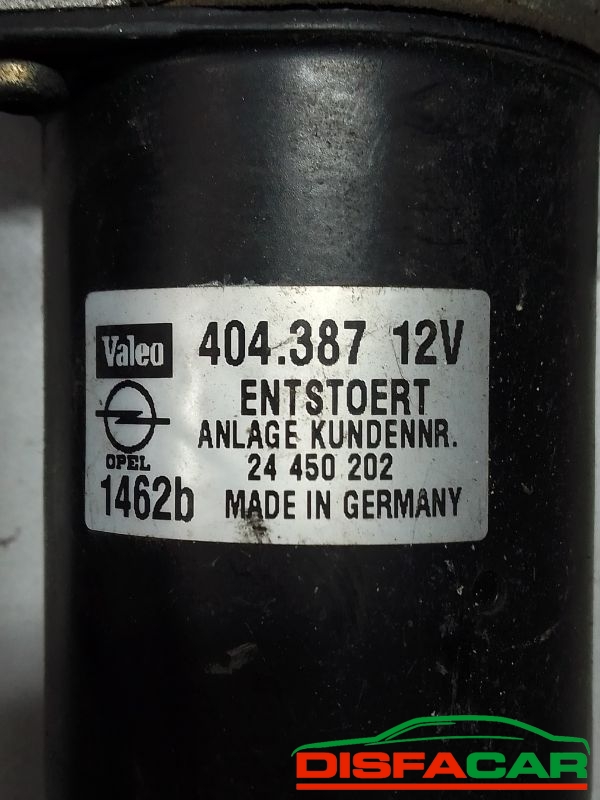 Valeo 404.387 12V
ENTSTOERT
ANLAGE KUNDENNR.
OPEL 24 450 202
1462b MADE IN GERMANY
DISFACAR